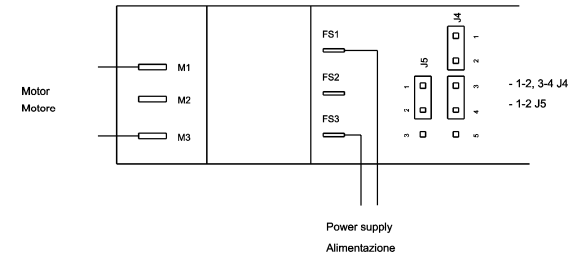 J4
FS1
1
J5
2
M1
1
3
- 1-2, 3-4 J4
Motor
FS2
Motore
M2
2
4
- 1-2 J5
FS3
M3
3
5
Power supply
Alimentazione